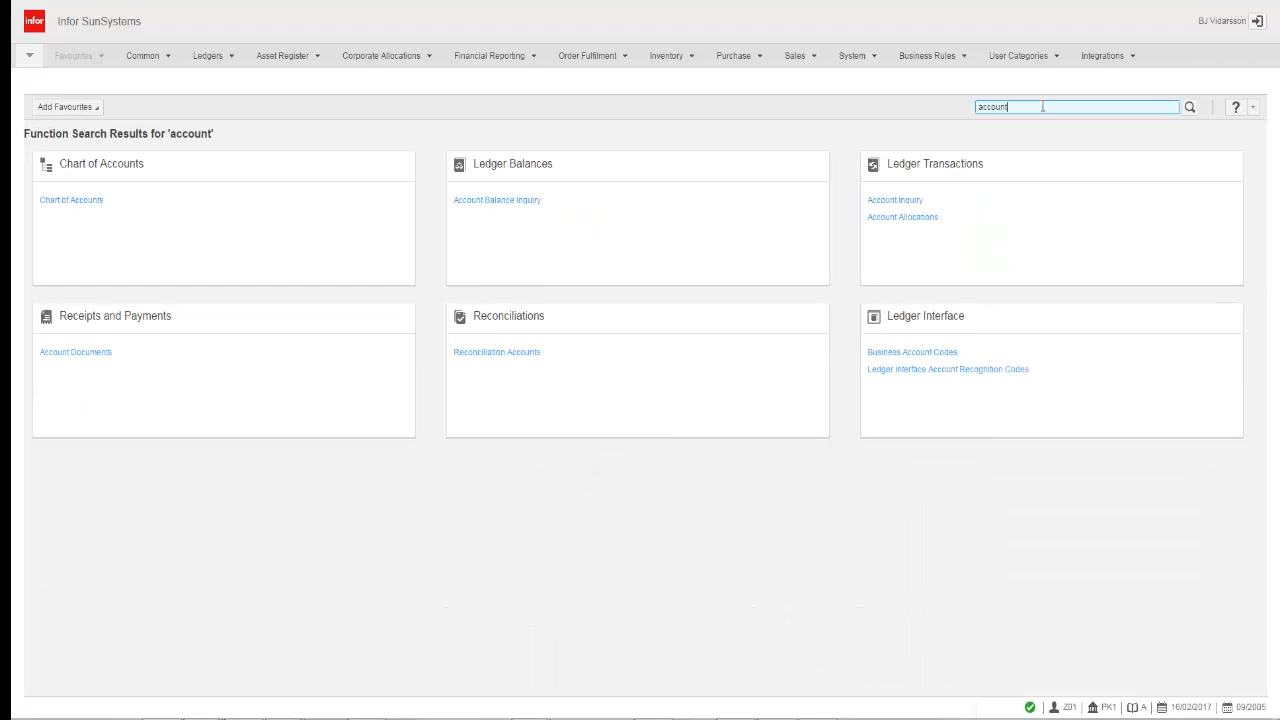 infor Infor SunSystems BJ Vidarsson
Favourites Common Ledgers Asset Register Corporate Allocations Financial Reporting Order Fulfilment Inventory Purchase Sales System Business Rules User Categories Integrations
Add Favourites account ?
Function Search Results for 'account'
Chart of Accounts Ledger Balances Ledger Transactions
Chart of Accounts Account Balance Inquiry Account Inquiry
Account Allocations
Receipts and Payments Reconciliations Ledger Interface
Account Documents Reconciliation Accounts Business Account Codes
Ledger Interface Account Recognition Codes
Z01 PK1 A 16/02/2017 09/2005